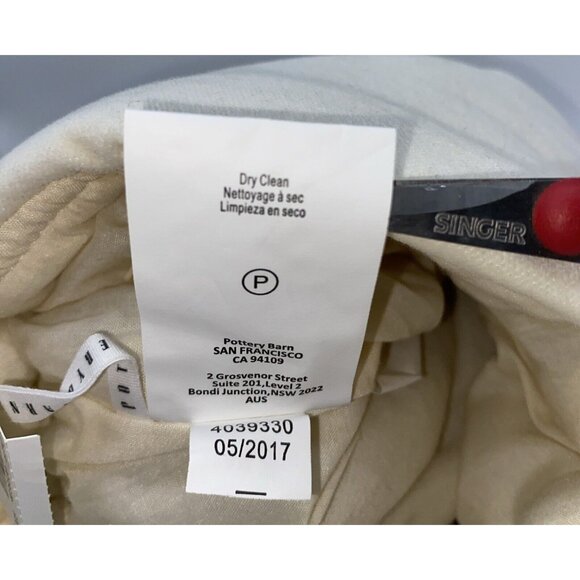 Dry Clean
Nettoyage à sec
Limpieza en seco
P
Pottery Barn
SAN FRANCISCO
CA 94109
2 Grosvenor Street
Suite 201,Level 2
Bondi Junction,NSW 2022
AUS
4039330
05/2017
SINGER